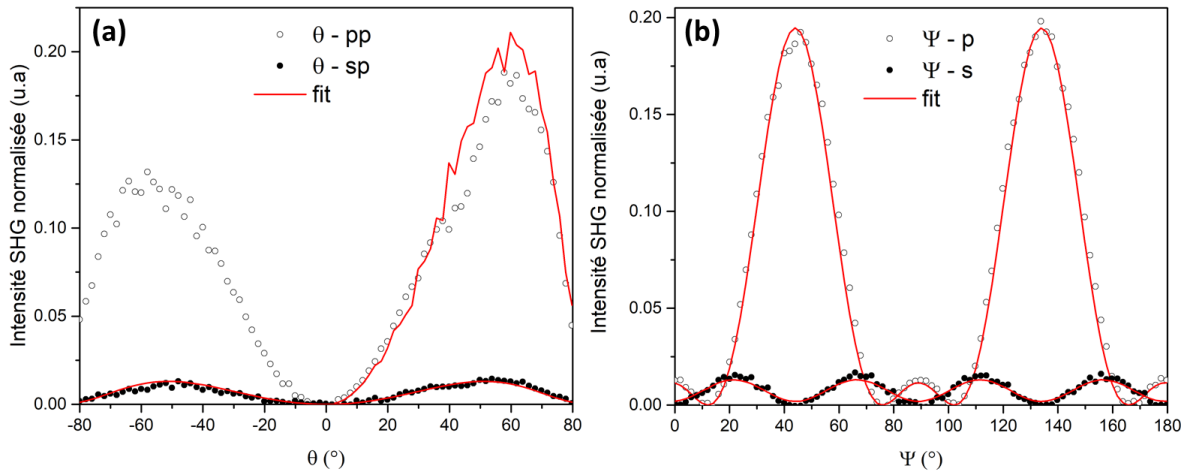 (a)
θ - pp
θ - sp
fit
Intensité SHG normalisée (u.a)
0.20
0.15
0.10
0.05
0.00
-80 -60 -40 -20 0 20 40 60 80
θ (°)
(b)
Ψ - p
Ψ - s
fit
Intensité SHG normalisée (u.a)
0.20
0.15
0.10
0.05
0.00
0 20 40 60 80 100 120 140 160 180
Ψ (°)